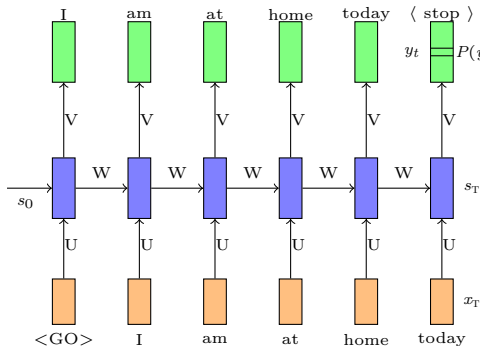 I am at home today ⟨ stop ⟩
y_t P(y
V V V V V V
W W W W W
s_0 s_T
U U U U U U
x_T
<GO> I am at home today